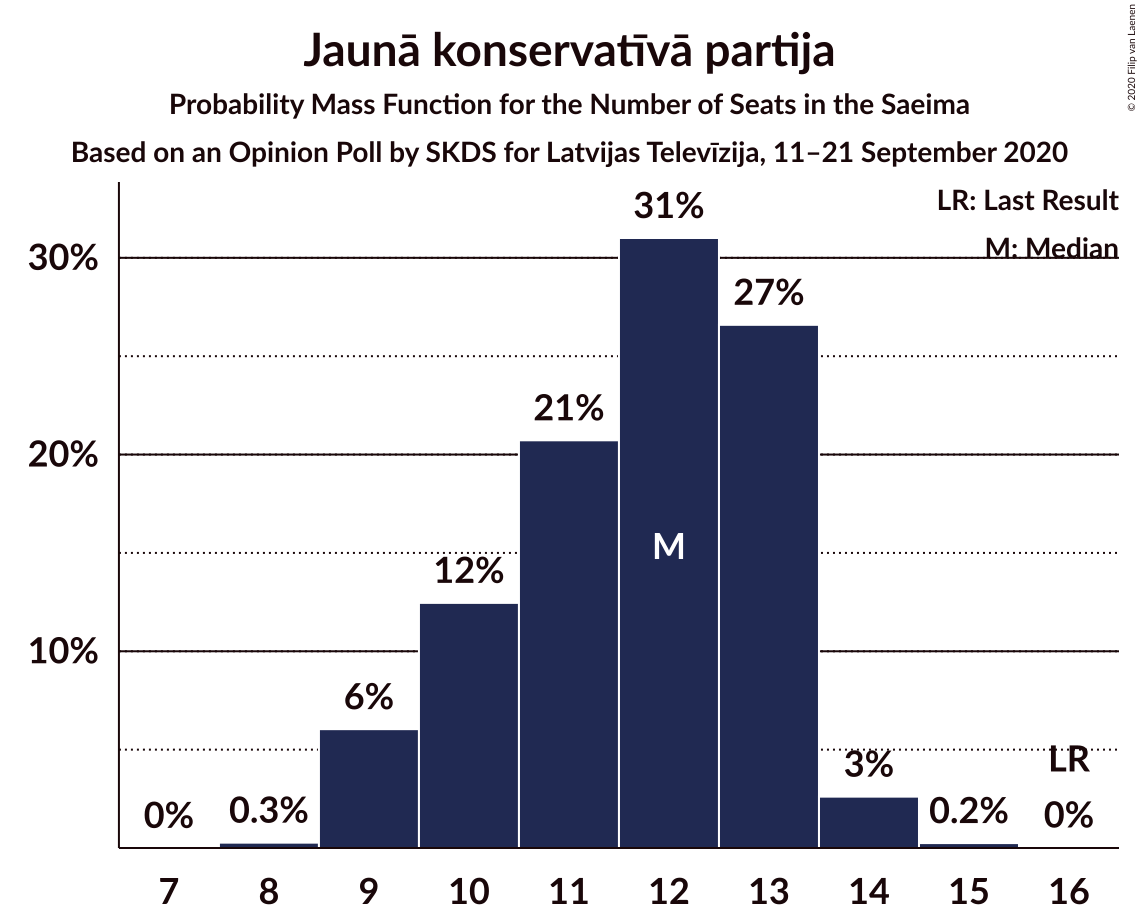 Jaunā konservatīvā partija
Probability Mass Function for the Number of Seats in the Saeima
Based on an Opinion Poll by SKDS for Latvijas Televīzija, 11–21 September 2020
© 2020 Filip van Laenen
LR: Last Result
M: Median
30%
20%
10%
0%
0.3%
6%
12%
21%
31%
27%
3%
0.2%
0%
LR
M
7
8
9
10
11
12
13
14
15
16